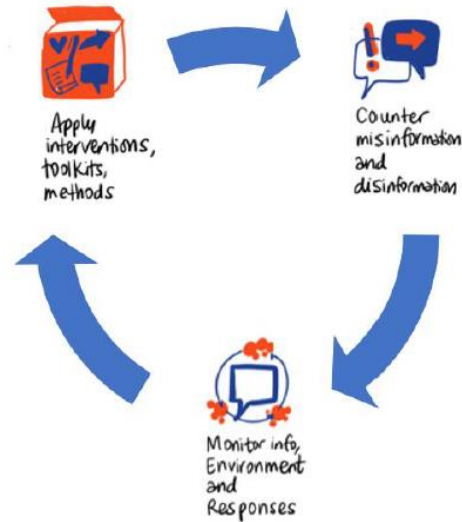 Apply
interventions,
toolkits,
methods
Counter
misinformation
and
disinformation
Monitor info,
Environment
and
Responses